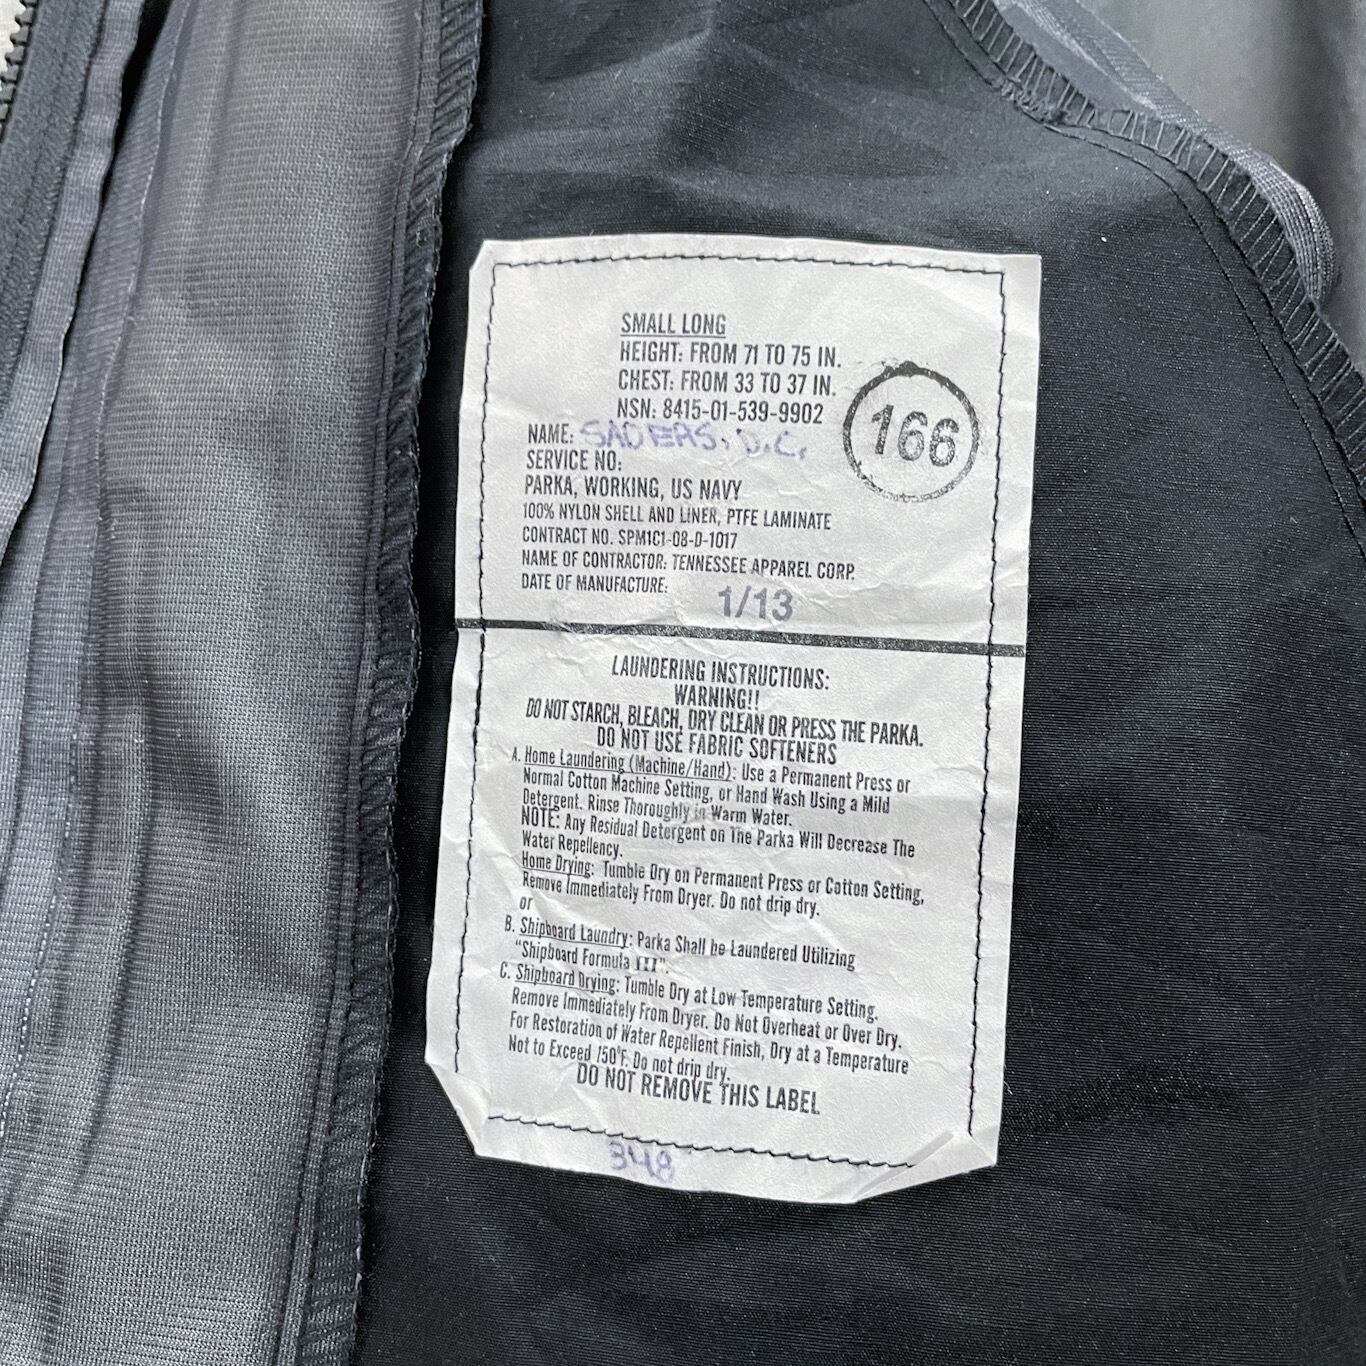 SMALL LONG
HEIGHT: FROM 71 TO 75 IN.
CHEST: FROM 33 TO 37 IN.
NSN: 8415-01-539-9902
166
NAME: SADERS, D.C.
SERVICE NO:
PARKA, WORKING, US NAVY
100% NYLON SHELL AND LINER, PTFE LAMINATE
CONTRACT NO. SPM1C1-08-D-1017
NAME OF CONTRACTOR: TENNESSEE APPAREL CORP.
DATE OF MANUFACTURE: 1/13
LAUNDERING INSTRUCTIONS:
WARNING!!
DO NOT STARCH, BLEACH, DRY CLEAN OR PRESS THE PARKA.
DO NOT USE FABRIC SOFTENERS
A. Home Laundering (Machine/Hand): Use a Permanent Press or
Normal Cotton Machine Setting, or Hand Wash Using a Mild
Detergent. Rinse Thoroughly in Warm Water.
NOTE: Any Residual Detergent on The Parka Will Decrease The
Water Repellency.
Home Drying: Tumble Dry on Permanent Press or Cotton Setting,
Remove Immediately From Dryer. Do not drip dry.
or
B. Shipboard Laundry: Parka Shall be Laundered Utilizing
"Shipboard Formula III".
C. Shipboard Drying: Tumble Dry at Low Temperature Setting.
Remove Immediately From Dryer. Do Not Overheat or Over Dry.
For Restoration of Water Repellent Finish, Dry at a Temperature
Not to Exceed 150°F. Do not drip dry.
DO NOT REMOVE THIS LABEL
348